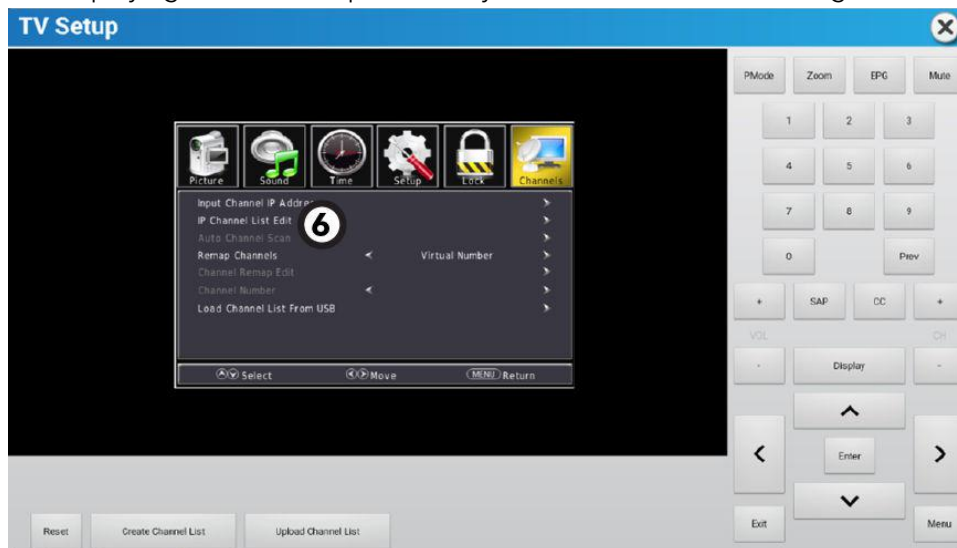 TV Setup
PMode Zoom EPG Mute
1 2 3
4 5 6
7 8 9
0 Prev
+ SAP CC +
VOL CH
- Display -
Enter
Exit Menu
Picture Sound Time Setup Lock Channels
Input Channel IP
IP Channel List Edit
6
Auto Channel Scan
Remap Channels < Virtual Number >
Channel Remap Edit
Channel Number
Load Channel List From USB
Select Move MENU Return
Reset Create Channel List Upload Channel List